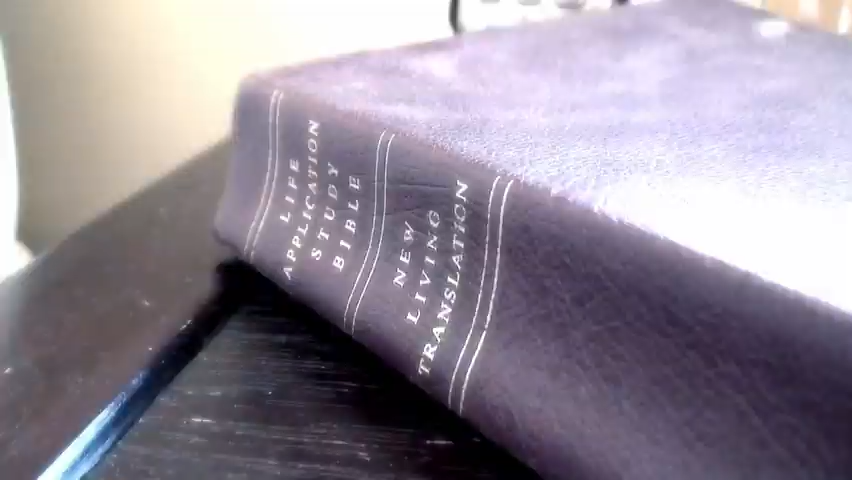 LIFE
APPLICATION
STUDY
BIBLE
NEW
LIVING
TRANSLATION